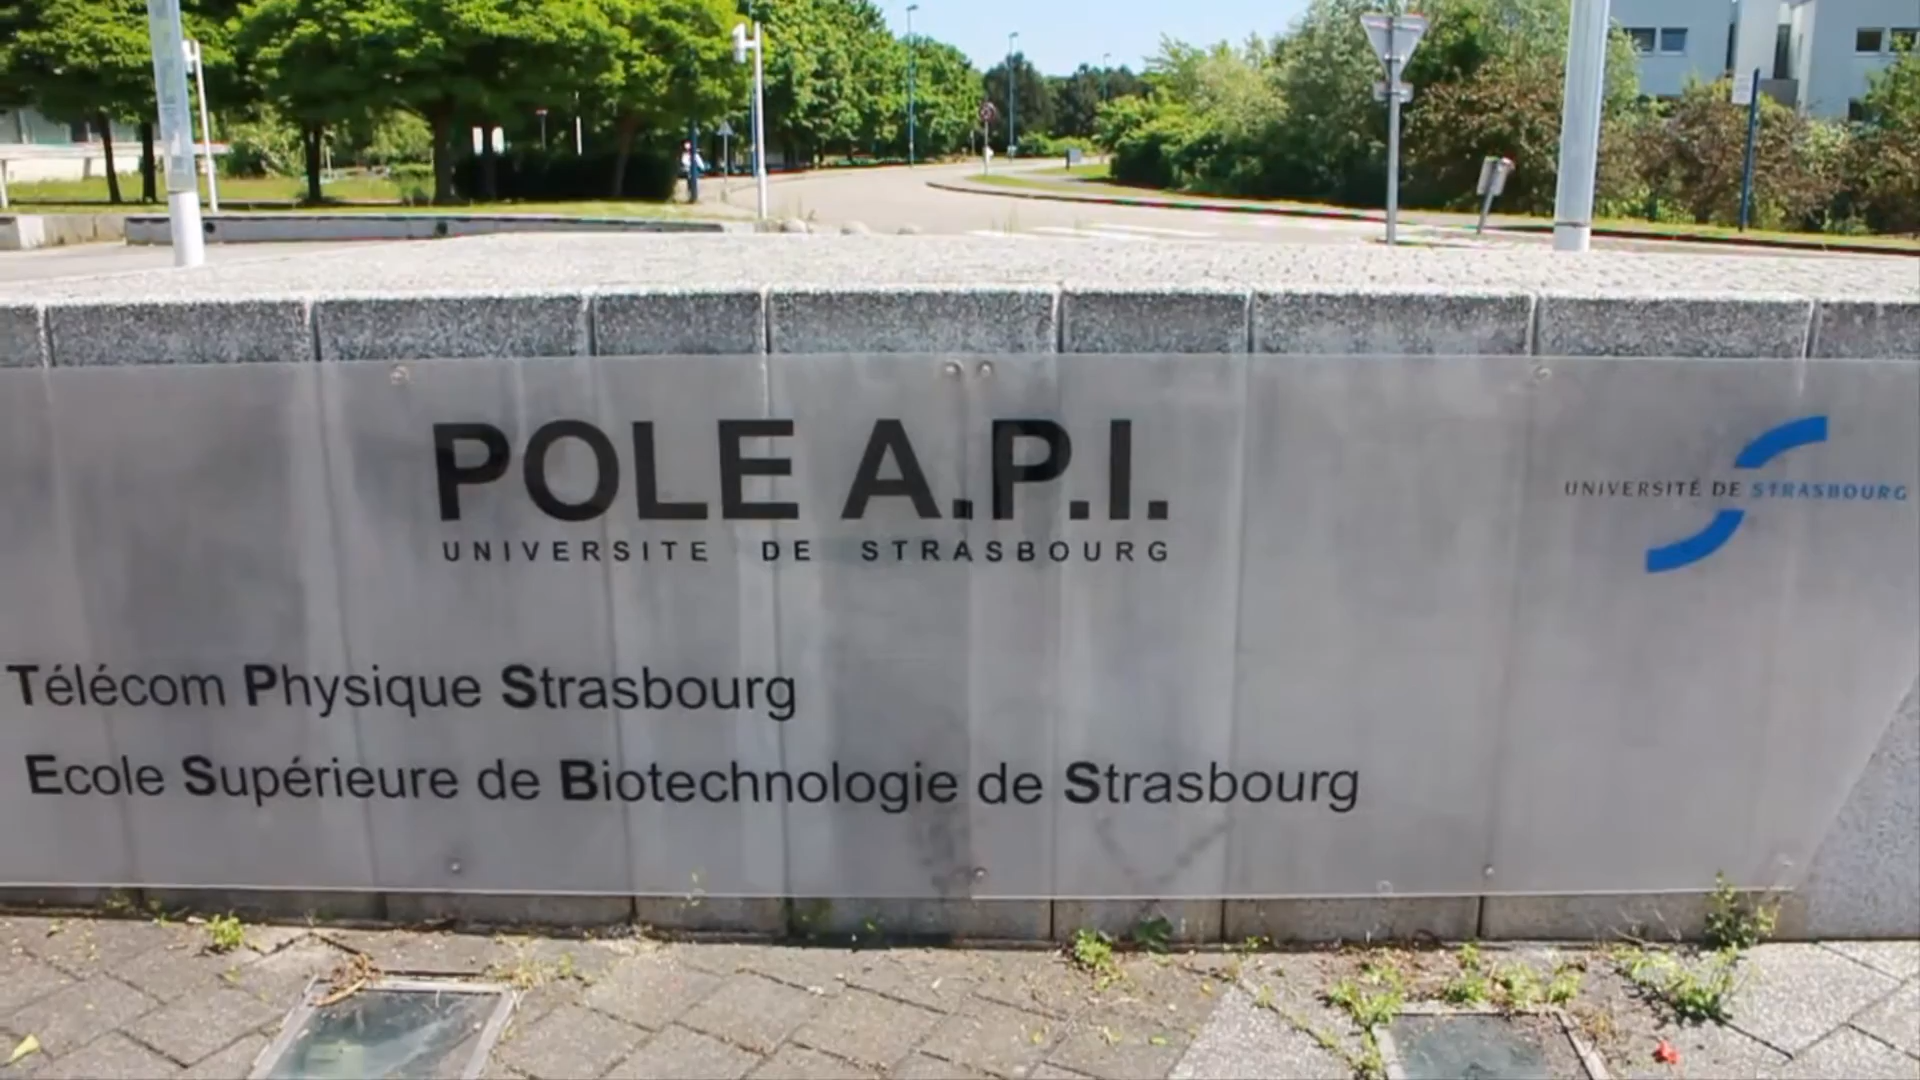 POLE A.P.I.
UNIVERSITE DE STRASBOURG
UNIVERSITÉ DE STRASBOURG
Télécom Physique Strasbourg
Ecole Supérieure de Biotechnologie de Strasbourg